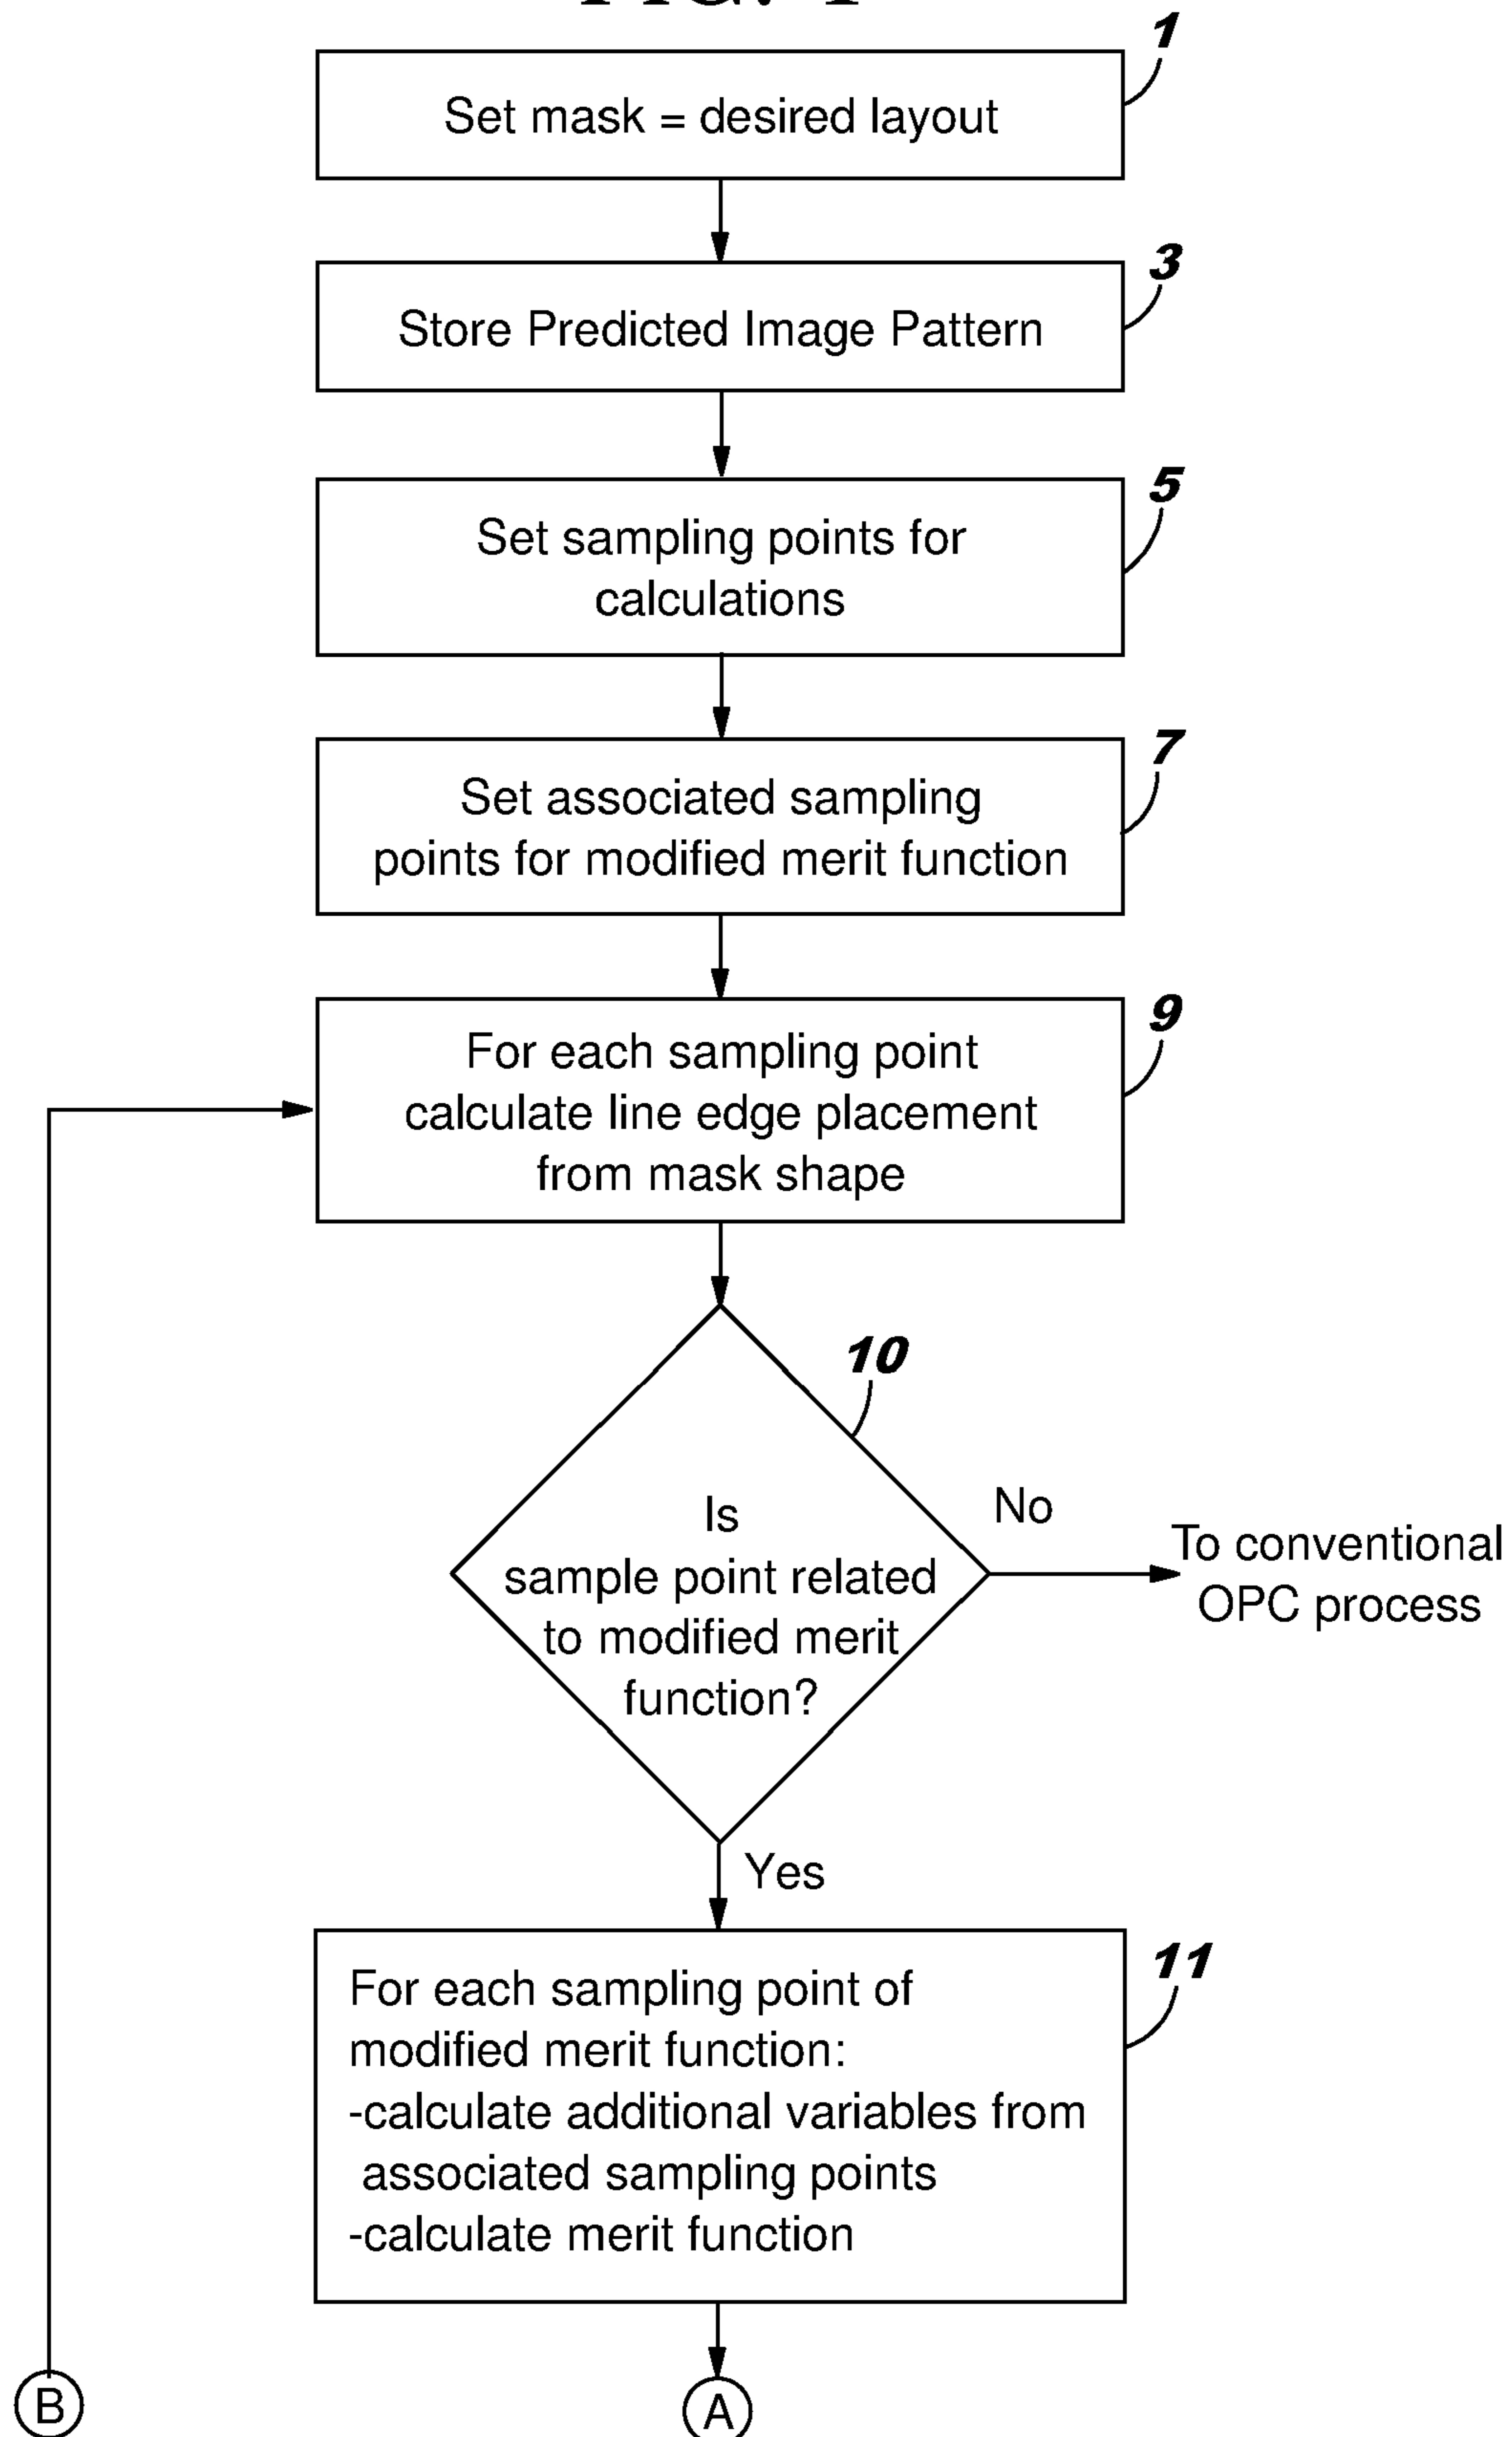 1
Set mask = desired layout
3
Store Predicted Image Pattern
5
Set sampling points for
calculations
7
Set associated sampling
points for modified merit function
9
For each sampling point
calculate line edge placement
from mask shape
10
Is
sample point related
to modified merit
function?
No
To conventional
OPC process
Yes
11
For each sampling point of
modified merit function:
-calculate additional variables from
associated sampling points
-calculate merit function
B
A